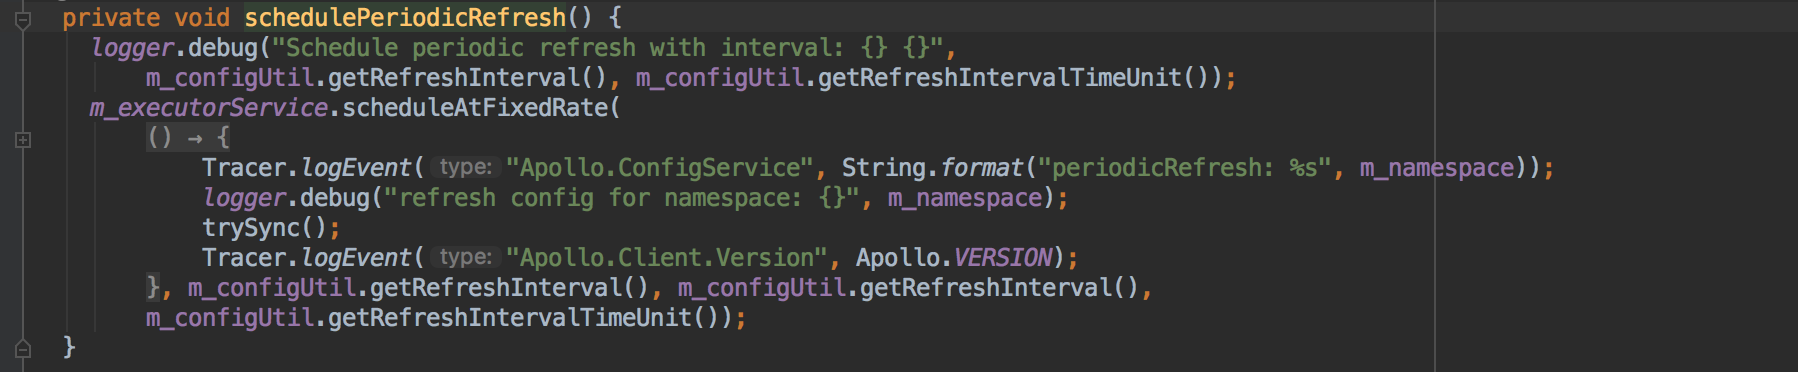 private void schedulePeriodicRefresh() {
logger.debug("Schedule periodic refresh with interval: {} {}",
m_configUtil.getRefreshInterval(), m_configUtil.getRefreshIntervalTimeUnit());
m_executorService.scheduleAtFixedRate(
() → {
Tracer.logEvent( type: "Apollo.ConfigService", String.format("periodicRefresh: %s", m_namespace));
logger.debug("refresh config for namespace: {}", m_namespace);
trySync();
Tracer.logEvent( type: "Apollo.Client.Version", Apollo.VERSION);
}, m_configUtil.getRefreshInterval(), m_configUtil.getRefreshInterval(),
m_configUtil.getRefreshIntervalTimeUnit());
}